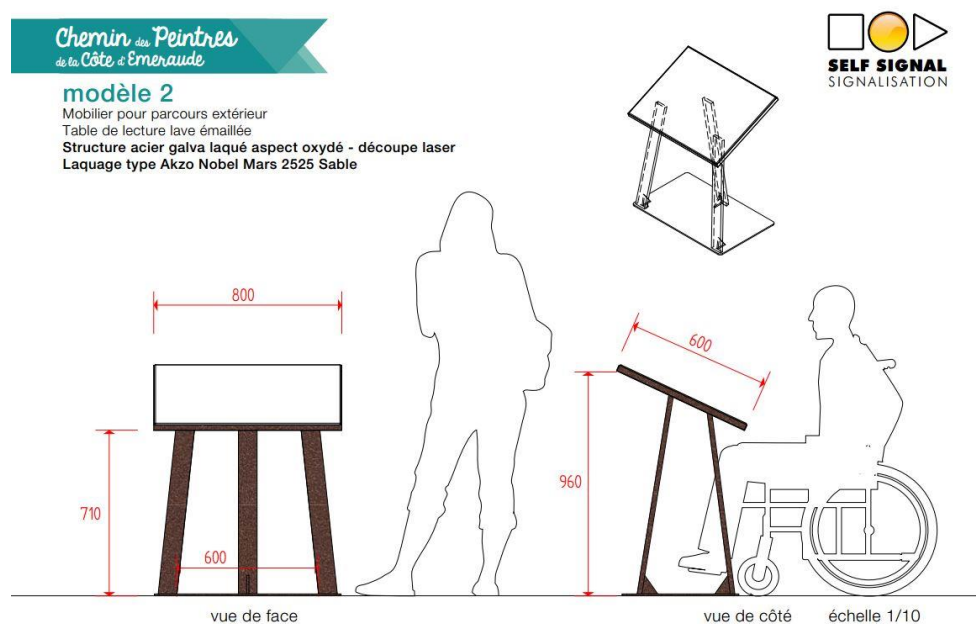 Chemin des Peintres
de la Côte d'Emeraude
SELF SIGNAL
SIGNALISATION
modèle 2
Mobilier pour parcours extérieur
Table de lecture lave émaillée
Structure acier galva laqué aspect oxydé - découpe laser
Laquage type Akzo Nobel Mars 2525 Sable
800
600
960
710
600
vue de face
vue de côté
échelle 1/10